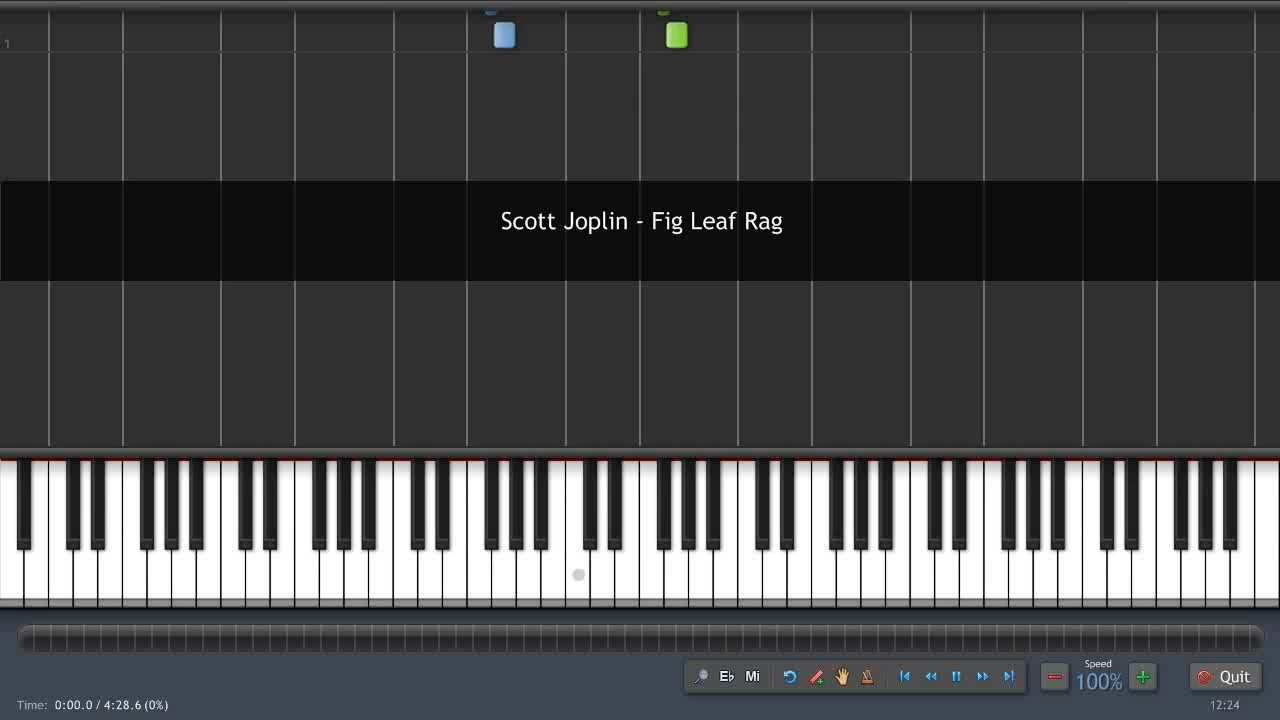 1
Scott Joplin - Fig Leaf Rag
E♭ Mi
Speed
100%
Quit
Time: 0:00.0 / 4:28.6 (0%)
12:24